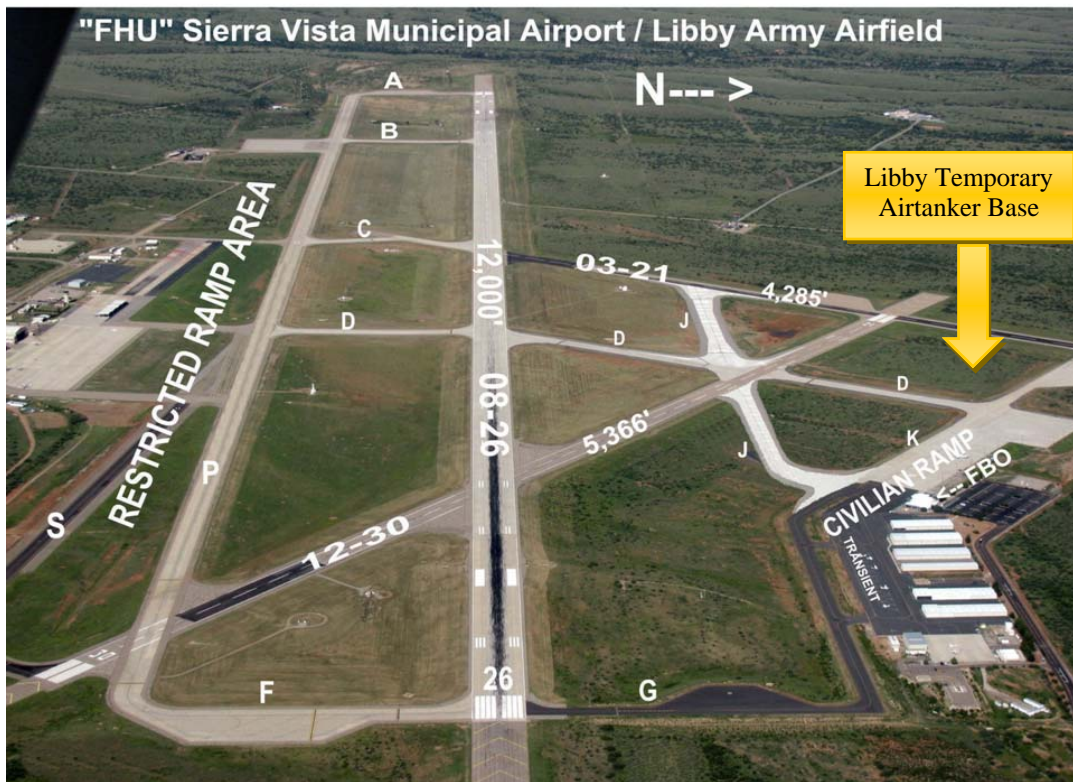 "FHU" Sierra Vista Municipal Airport / Libby Army Airfield
N--- >
A
B
Libby Temporary
Airtanker Base
RESTRICTED RAMP AREA
C
12,000'
03-21
4,285'
J
D
D
D
08-26
5,366'
J
K
P
CIVILIAN RAMP
<-- FBO
S
12-30
TRANSIENT
26
F
G